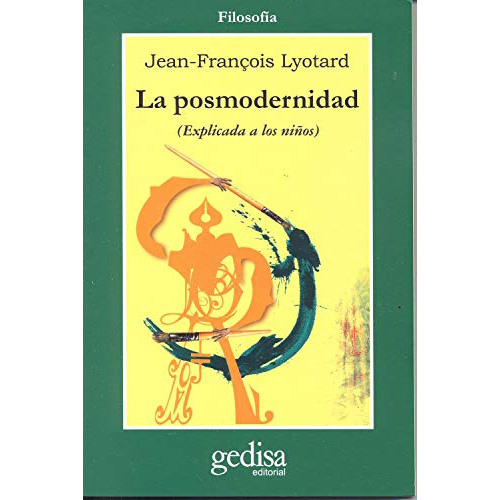 Filosofía
Jean-François Lyotard
La posmodernidad
(Explicada a los niños)
gedisa
editorial